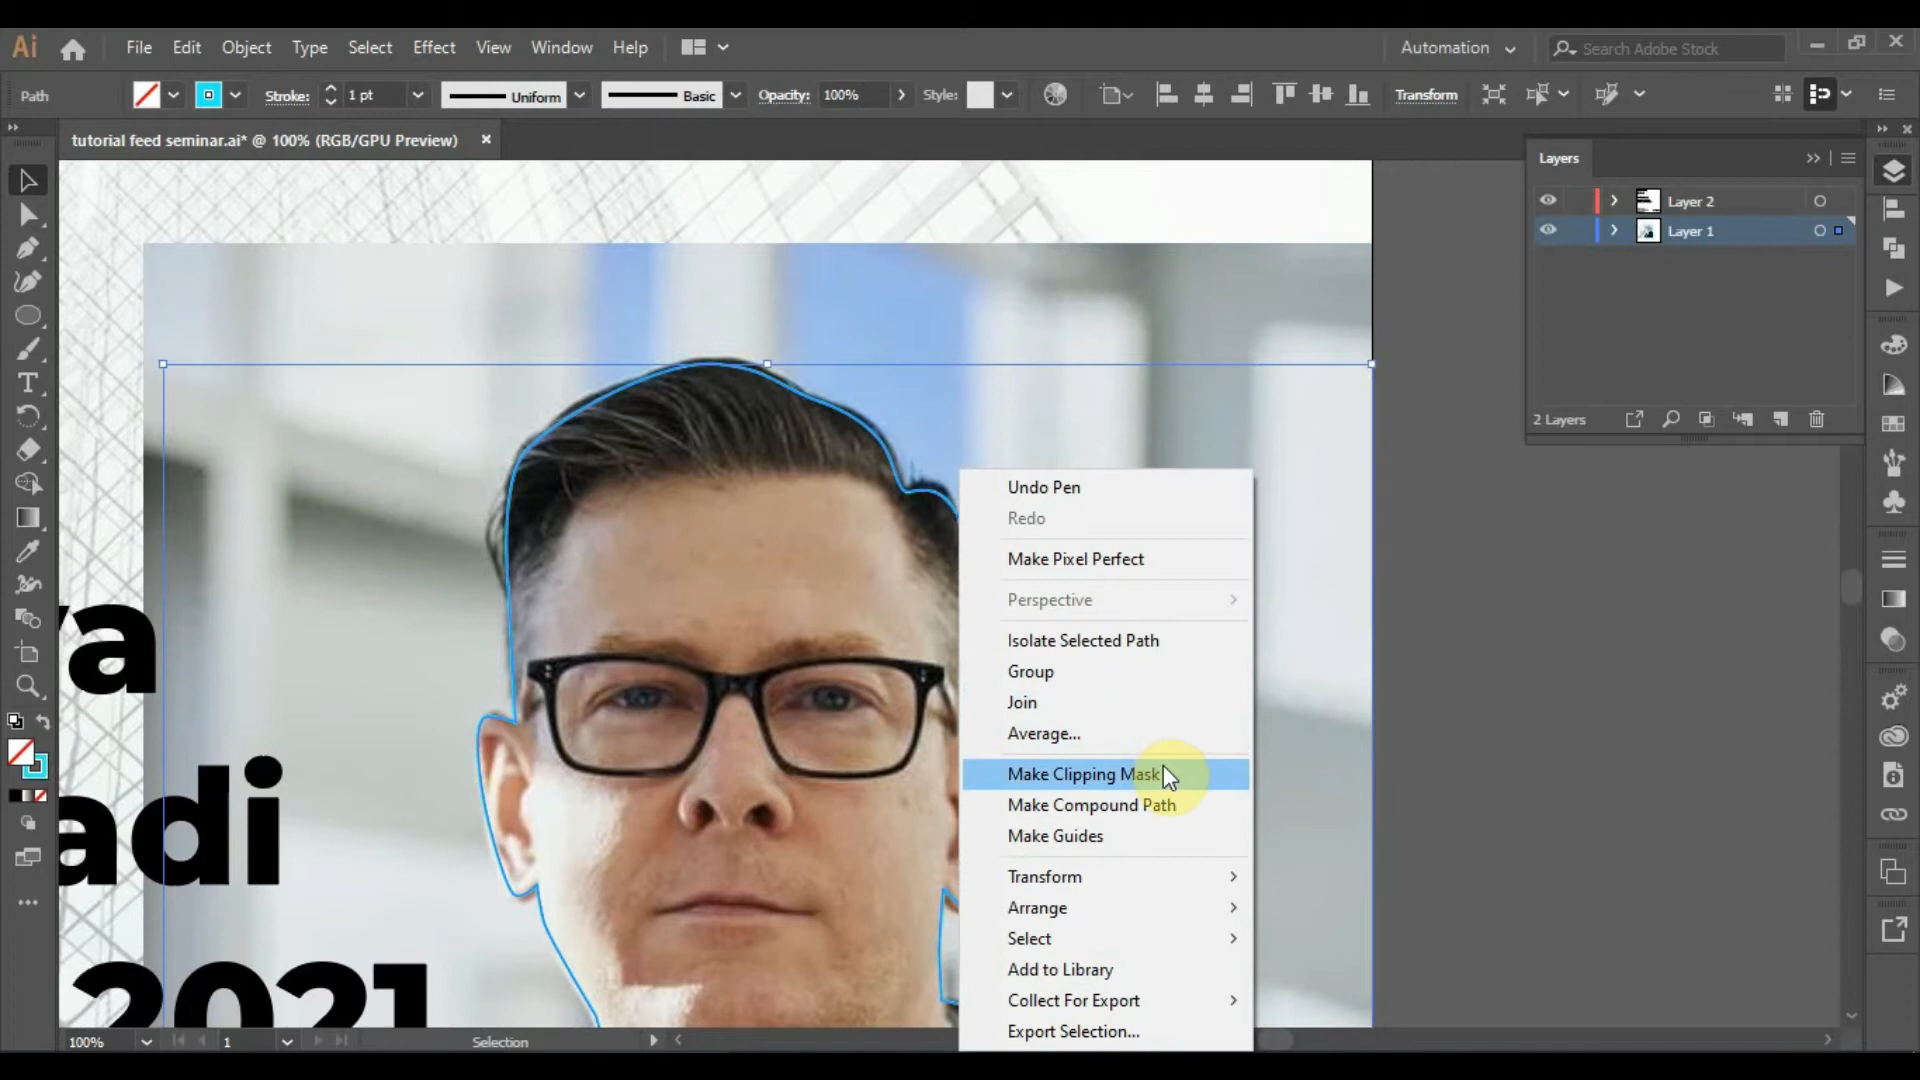 Ai File Edit Object Type Select Effect View Window Help Automation Search Adobe Stock
Path Stroke: 1 pt Uniform Basic Opacity: 100% Style: Transform
tutorial feed seminar.ai* @ 100% (RGB/GPU Preview)
Layers
Layer 2
Layer 1
2 Layers
Undo Pen
Redo
Make Pixel Perfect
Perspective
Isolate Selected Path
Group
Join
Average...
Make Clipping Mask
Make Compound Path
Make Guides
Transform
Arrange
Select
Add to Library
Collect For Export
Export Selection...
ya
adi
2021
100% 1 Selection